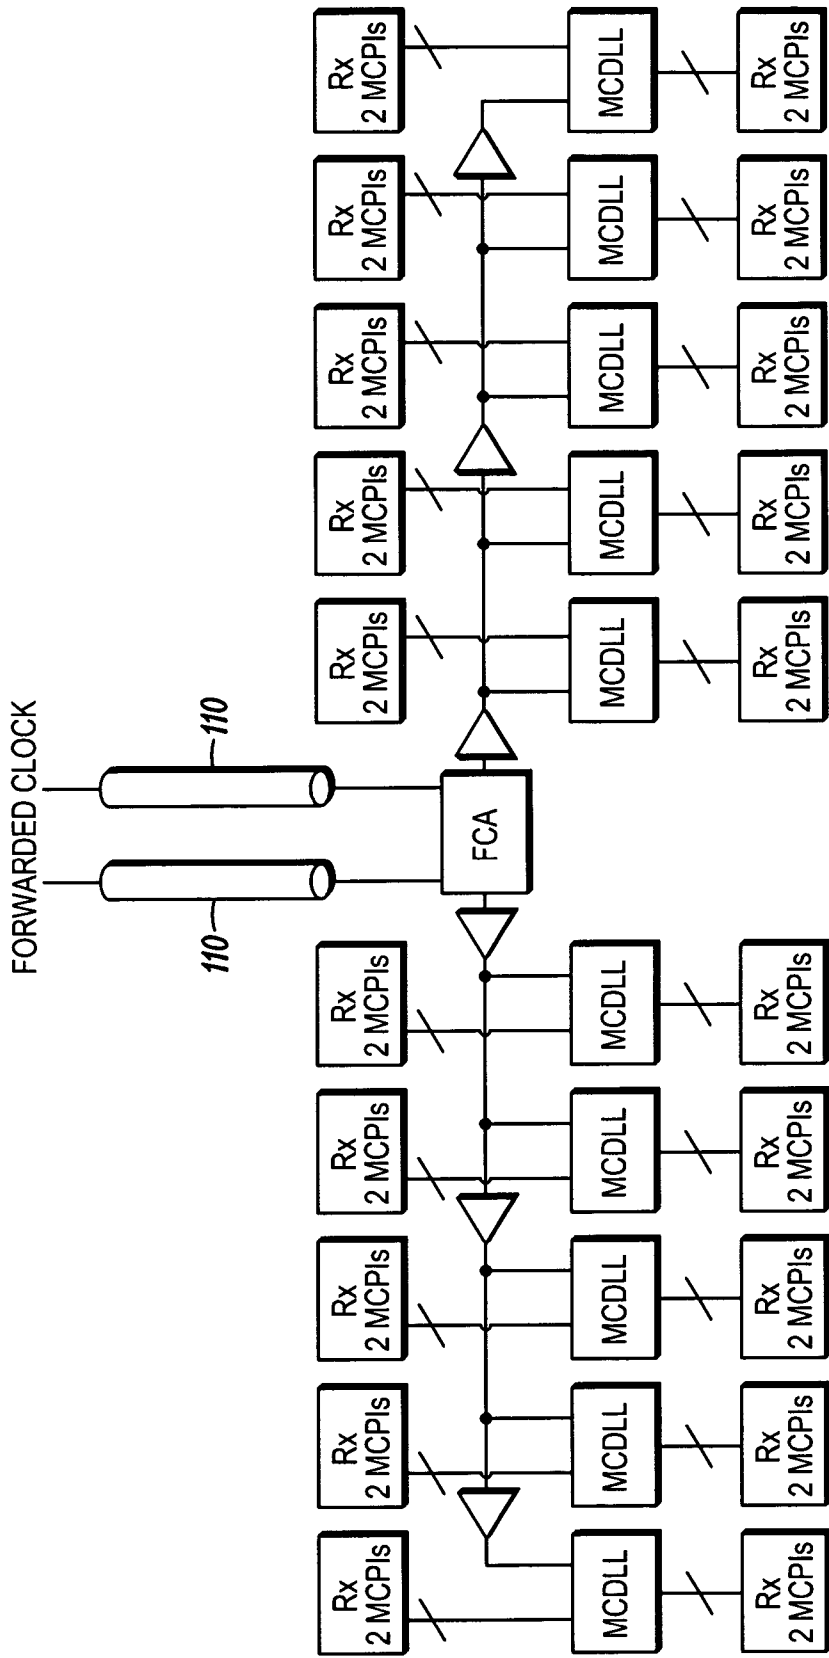 FORWARDED CLOCK
110
110
Rx
2 MCPIs
Rx
2 MCPIs
Rx
2 MCPIs
Rx
2 MCPIs
Rx
2 MCPIs
Rx
2 MCPIs
Rx
2 MCPIs
Rx
2 MCPIs
Rx
2 MCPIs
Rx
2 MCPIs
FCA
MCDLL
MCDLL
MCDLL
MCDLL
MCDLL
MCDLL
MCDLL
MCDLL
MCDLL
MCDLL
Rx
2 MCPIs
Rx
2 MCPIs
Rx
2 MCPIs
Rx
2 MCPIs
Rx
2 MCPIs
Rx
2 MCPIs
Rx
2 MCPIs
Rx
2 MCPIs
Rx
2 MCPIs
Rx
2 MCPIs